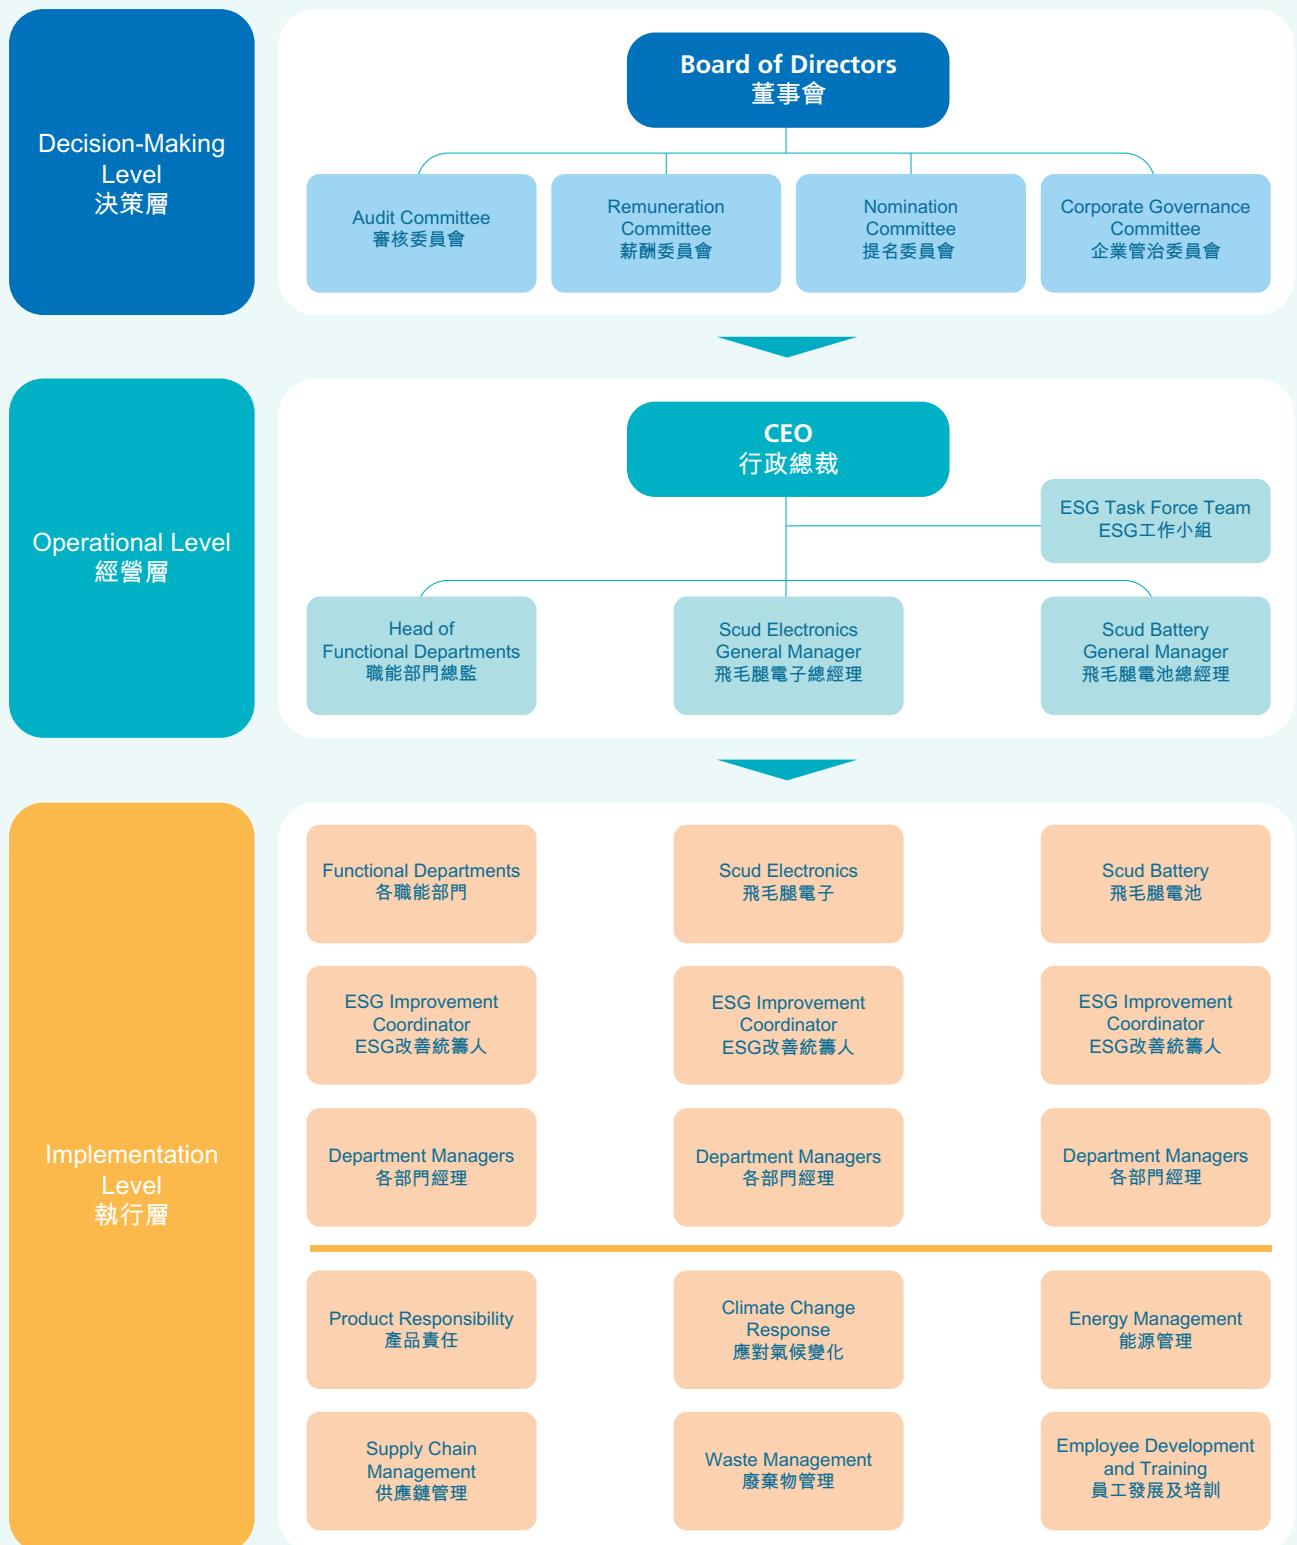 Decision-Making
Level
決策層
Board of Directors
董事會
Audit Committee
審核委員會
Remuneration
Committee
薪酬委員會
Nomination
Committee
提名委員會
Corporate Governance
Committee
企業管治委員會
Operational Level
經營層
CEO
行政總裁
ESG Task Force Team
ESG工作小組
Head of
Functional Departments
職能部門總監
Scud Electronics
General Manager
飛毛腿電子總經理
Scud Battery
General Manager
飛毛腿電池總經理
Implementation
Level
執行層
Functional Departments
各職能部門
Scud Electronics
飛毛腿電子
Scud Battery
飛毛腿電池
ESG Improvement
Coordinator
ESG改善統籌人
ESG Improvement
Coordinator
ESG改善統籌人
ESG Improvement
Coordinator
ESG改善統籌人
Department Managers
各部門經理
Department Managers
各部門經理
Department Managers
各部門經理
Product Responsibility
產品責任
Climate Change
Response
應對氣候變化
Energy Management
能源管理
Supply Chain
Management
供應鏈管理
Waste Management
廢棄物管理
Employee Development
and Training
員工發展及培訓